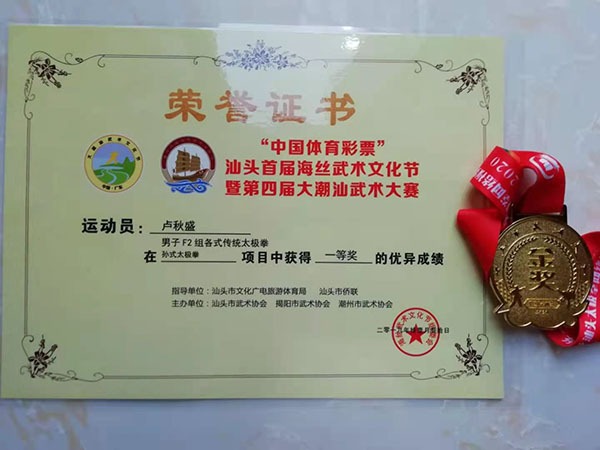 荣誉证书
“中国体育彩票”
汕头首届海丝武术文化节
暨第四届大潮汕武术大赛
运动员：卢秋盛
男子F2组各式传统太极拳
在 孙式太极拳 项目中获得 一等奖 的优异成绩
指导单位：汕头市文化广电旅游体育局 汕头市侨联
主办单位：汕头市武术协会 揭阳市武术协会 潮州市武术协会
二零一九年
2020
金奖